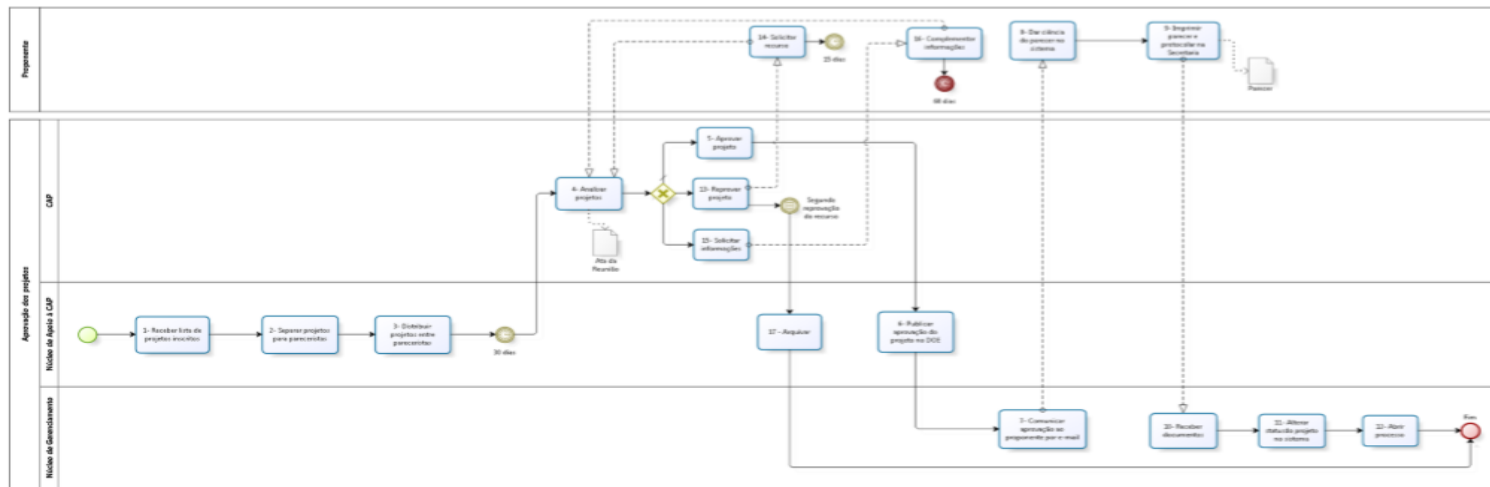 Proponente
14- Solicitar
recurso
15 dias
16 - Complementar
informações
8- Dar ciência
do parecer no
sistema
9- Imprimir
parecer e
protocolar na
Secretaria
Parecer
Aprovação dos projetos
CAP
4- Analisar
projetos
Ata da
Reunião
5- Aprovar
projeto
13- Reprovar
projeto
15- Solicitar
informações
Segunda
reprovação
do recurso
Núcleo de Apoio à CAP
1- Receber lista de
projetos inscritos
2- Separar projetos
para pareceristas
3- Distribuir
projetos entre
pareceristas
30 dias
17 - Arquivar
6- Publicar
aprovação do
projeto no DOE
Núcleo de Gerenciamento
7- Comunicar
aprovação ao
proponente por e-mail
10- Receber
documentos
11- Alterar
status do projeto
no sistema
12- Abrir
processo